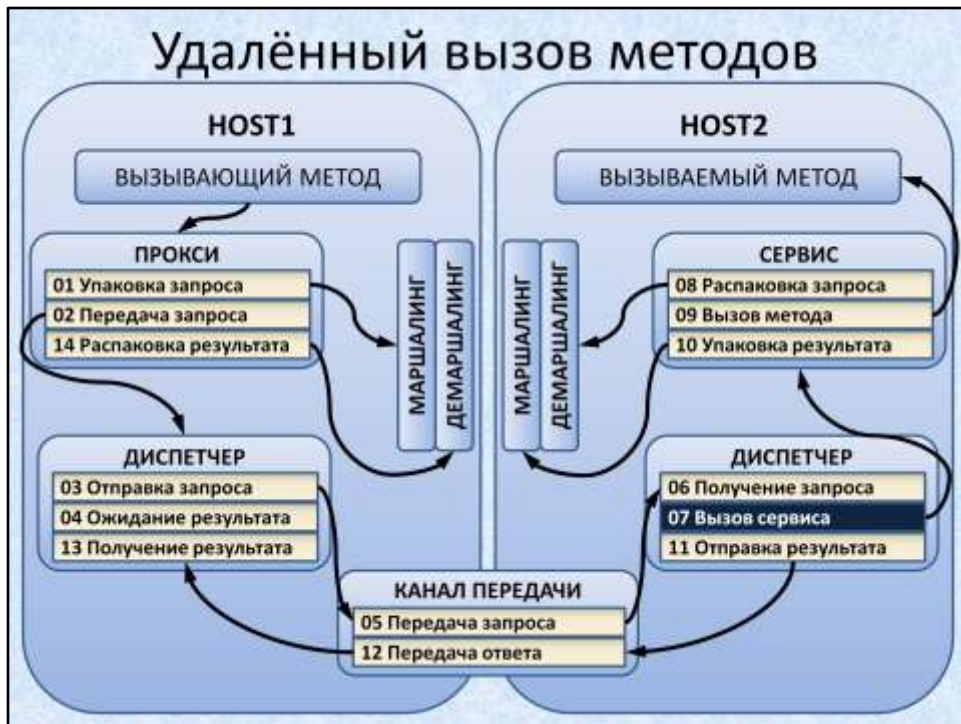 Удалённый вызов методов
HOST1
ВЫЗЫВАЮЩИЙ МЕТОД
ПРОКСИ
01 Упаковка запроса
02 Передача запроса
14 Распаковка результата
МАРШАЛИНГ
ДЕМАРШАЛИНГ
ДИСПЕТЧЕР
03 Отправка запроса
04 Ожидание результата
13 Получение результата
HOST2
ВЫЗЫВАЕМЫЙ МЕТОД
МАРШАЛИНГ
ДЕМАРШАЛИНГ
СЕРВИС
08 Распаковка запроса
09 Вызов метода
10 Упаковка результата
ДИСПЕТЧЕР
06 Получение запроса
07 Вызов сервиса
11 Отправка результата
КАНАЛ ПЕРЕДАЧИ
05 Передача запроса
12 Передача ответа